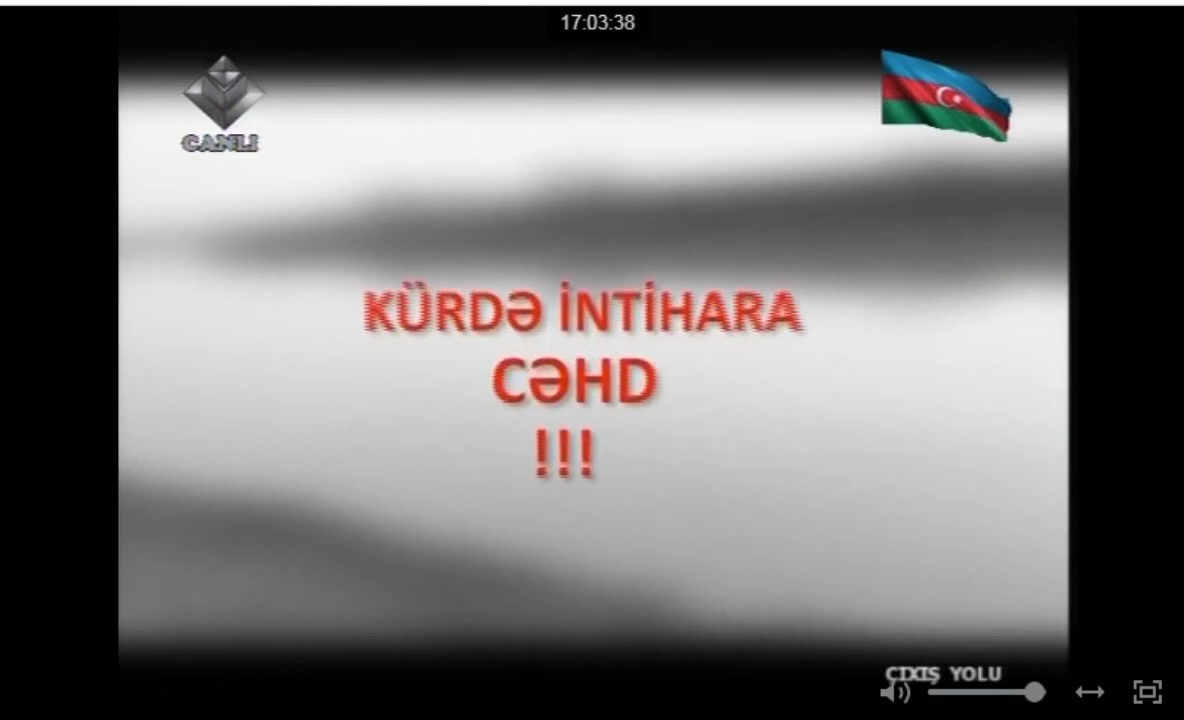 17:03:38
CANLI
KÜRDƏ İNTİHARA
CƏHD
!!!
ÇIXIŞ YOLU